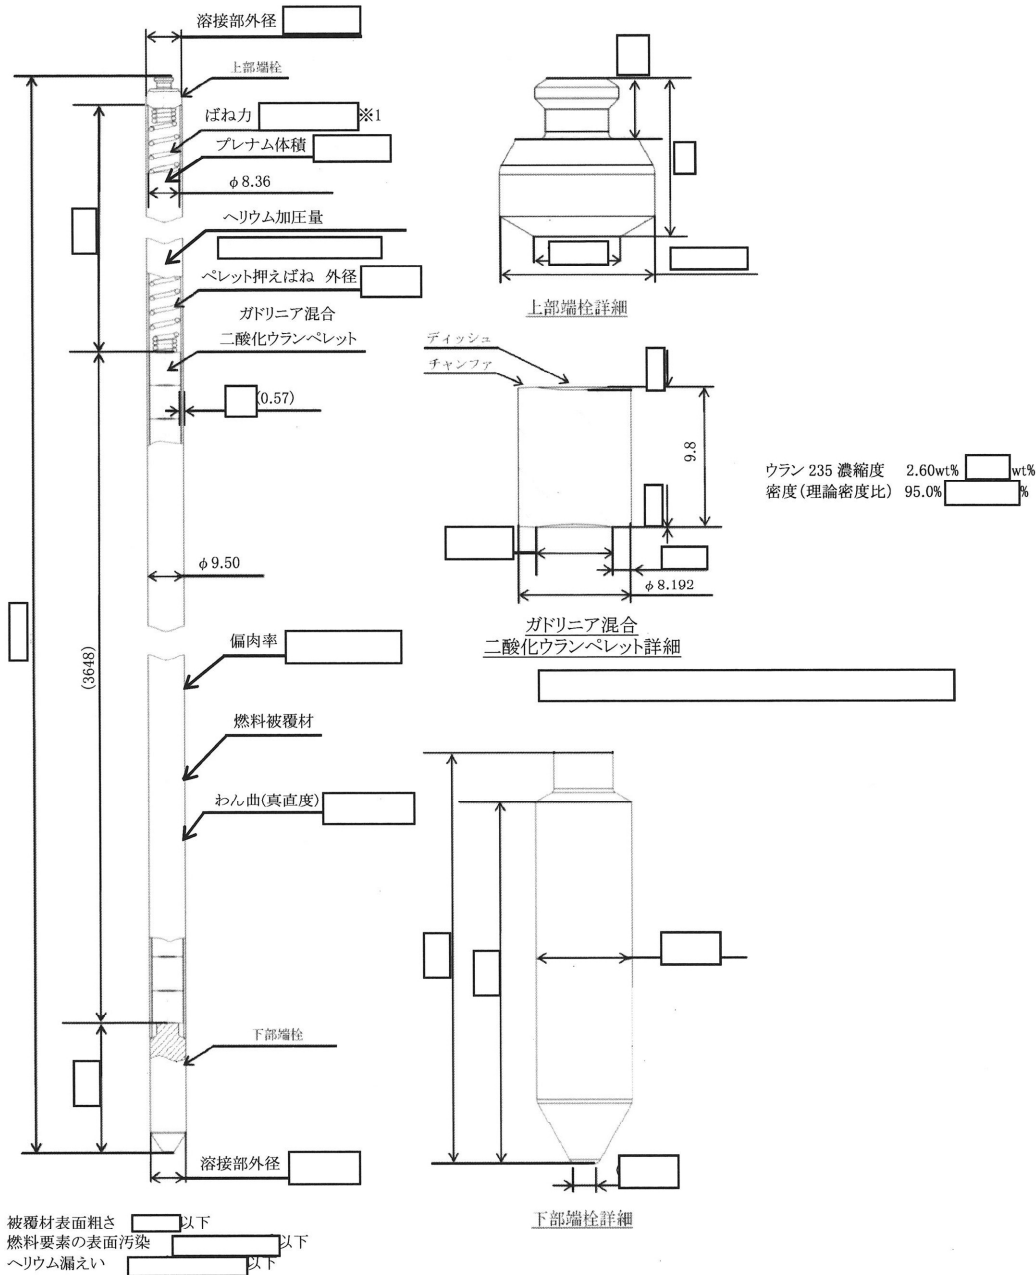 溶接部外径
上部端栓
ばね力 ※1
プレナム体積
φ8.36
ヘリウム加圧量
ペレット押えばね 外径
ガドリニア混合
二酸化ウランペレット
(0.57)
φ9.50
(3648)
偏肉率
燃料被覆材
わん曲(真直度)
下部端栓
溶接部外径
被覆材表面粗さ 以下
燃料要素の表面汚染 以下
ヘリウム漏えい 以下
上部端栓詳細
ディッシュ
チャンファ
9.8
φ8.192
ガドリニア混合
二酸化ウランペレット詳細
ウラン235濃縮度 2.60wt% wt%
密度(理論密度比) 95.0% %
下部端栓詳細